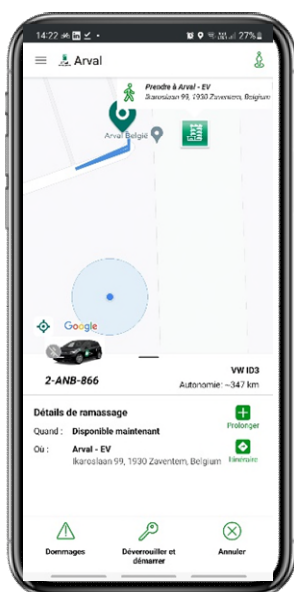 14:22
27%
Arval
Prendre à Arval - EV
Ikaroslaan 99, 1930 Zaventem, Belgium
Arval België
Google
2-ANB-866
VW ID3
Autonomie: ~347 km
Détails de ramassage
Quand : Disponible maintenant
Prolonger
Où : Arval - EV
Ikaroslaan 99, 1930 Zaventem, Belgium
Itinéraire
Dommages
Déverrouiller et démarrer
Annuler